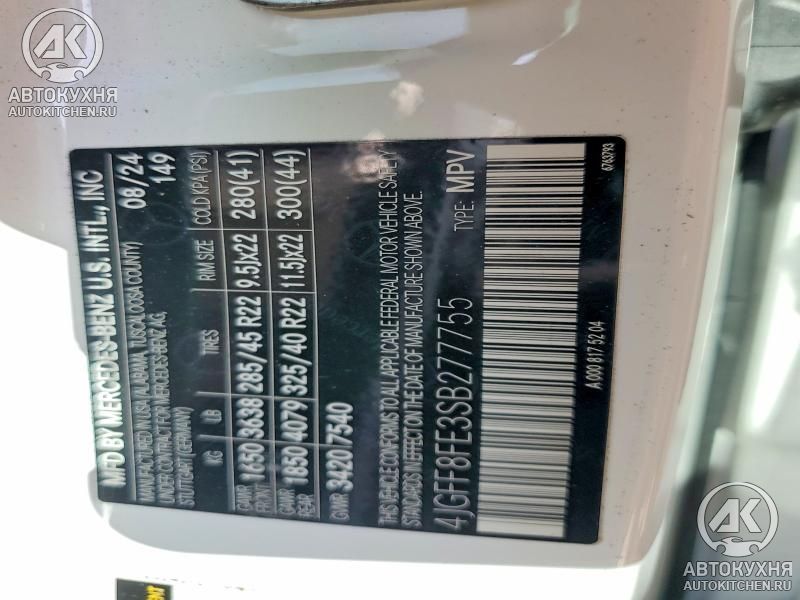 АК
АВТОКУХНЯ
AUTOKITCHEN.RU
MFD BY MERCEDES-BENZ U.S. INTL., INC
MANUFACTURED IN USA (ALABAMA, TUSCALOOSA COUNTY) 08/24
UNDER CONTRACT FOR MERCEDES-BENZ AG, 149
STUTTGART (GERMANY)
KG LB TIRES RIM SIZE COLD KPA (PSI)
GAWR FRONT 1650 3638 285/45 R22 9.5Jx22 280(41)
GAWR REAR 1850 4079 325/40 R22 11.5Jx22 300(44)
GVWR 3420 7540
THIS VEHICLE CONFORMS TO ALL APPLICABLE FEDERAL MOTOR VEHICLE SAFETY
STANDARDS IN EFFECT ON THE DATE OF MANUFACTURE SHOWN ABOVE.
4JGFF8FE3SB277755 TYPE: MPV
A 000 817 52 04 6763793
АК
АВТОКУХНЯ
AUTOKITCHEN.RU